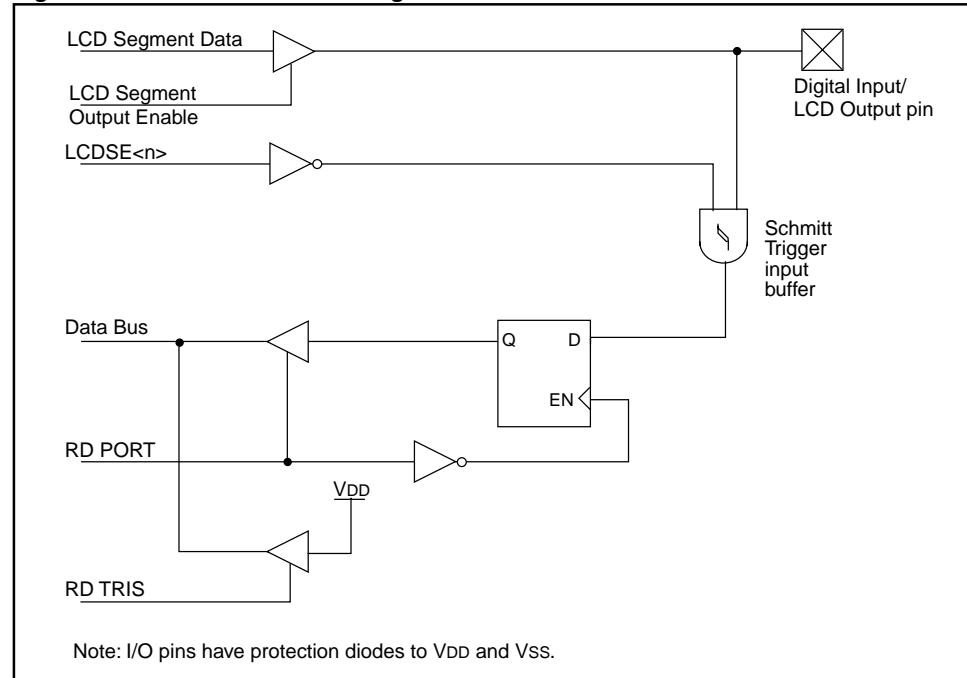 LCD Segment Data
LCD Segment
Output Enable
Digital Input/
LCD Output pin
LCDSE<n>
Schmitt
Trigger
input
buffer
Data Bus
Q
D
EN
RD PORT
VDD
RD TRIS
Note: I/O pins have protection diodes to VDD and VSS.